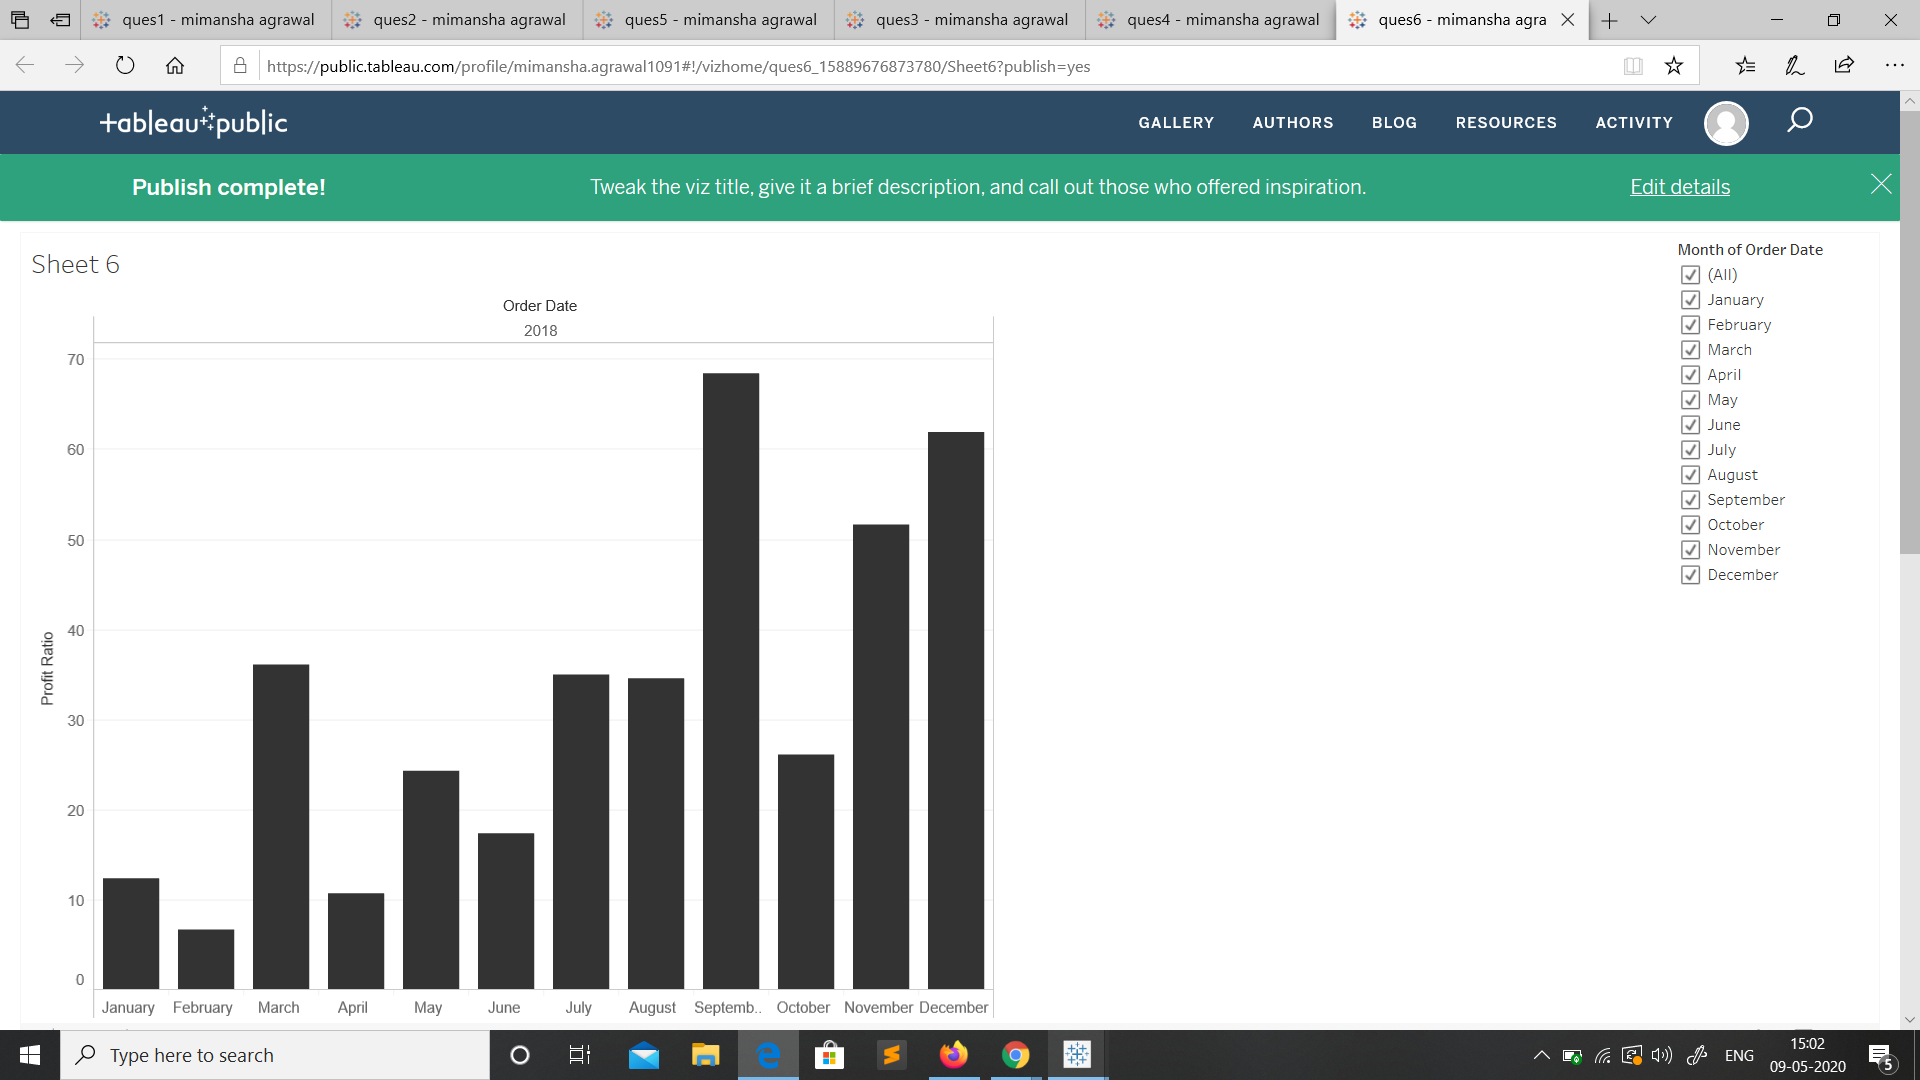 ques1 - mimansha agrawal
ques2 - mimansha agrawal
ques5 - mimansha agrawal
ques3 - mimansha agrawal
ques4 - mimansha agrawal
ques6 - mimansha agra
https://public.tableau.com/profile/mimansha.agrawal1091#!/vizhome/ques6_15889676873780/Sheet6?publish=yes
tableau public
GALLERY
AUTHORS
BLOG
RESOURCES
ACTIVITY
Publish complete!
Tweak the viz title, give it a brief description, and call out those who offered inspiration.
Edit details
Sheet 6
Order Date
2018
70
60
50
40
30
20
10
0
Profit Ratio
January
February
March
April
May
June
July
August
Septemb..
October
November
December
Month of Order Date
(All)
January
February
March
April
May
June
July
August
September
October
November
December
Type here to search
ENG
15:02
09-05-2020
5